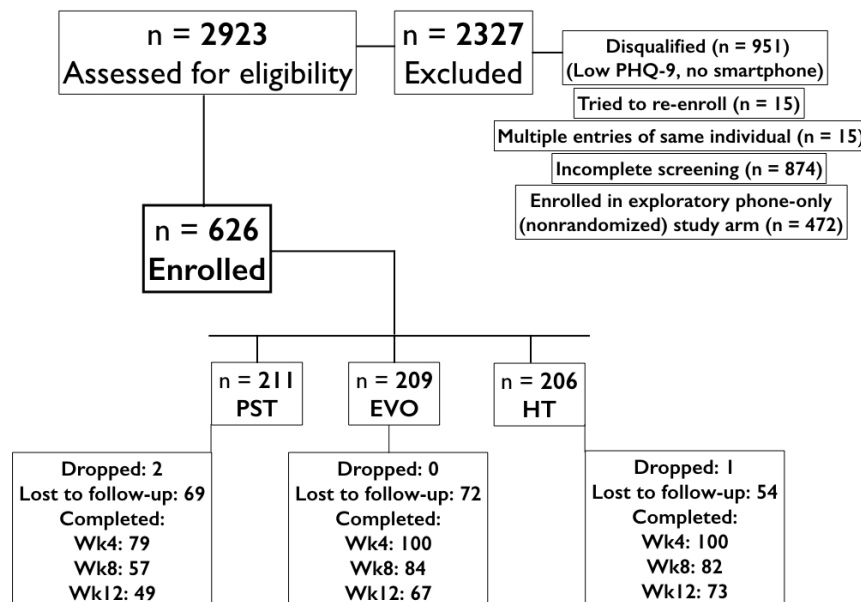 n = 2923
Assessed for eligibility
n = 2327
Excluded
Disqualified (n = 951)
(Low PHQ-9, no smartphone)
Tried to re-enroll (n = 15)
Multiple entries of same individual (n = 15)
Incomplete screening (n = 874)
Enrolled in exploratory phone-only
(nonrandomized) study arm (n = 472)
n = 626
Enrolled
n = 211
PST
n = 209
EVO
n = 206
HT
Dropped: 2
Lost to follow-up: 69
Completed:
Wk4: 79
Wk8: 57
Wk12: 49
Dropped: 0
Lost to follow-up: 72
Completed:
Wk4: 100
Wk8: 84
Wk12: 67
Dropped: 1
Lost to follow-up: 54
Completed:
Wk4: 100
Wk8: 82
Wk12: 73